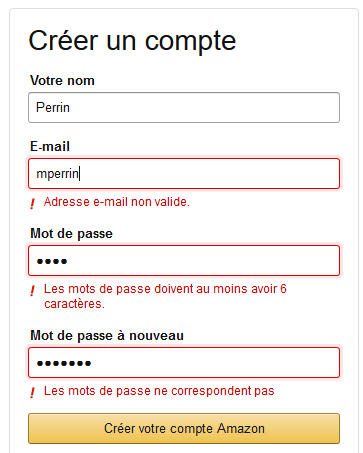 Créer un compte
Votre nom
Perrin
E-mail
mperrin
! Adresse e-mail non valide.
Mot de passe
••••
! Les mots de passe doivent au moins avoir 6
caractères.
Mot de passe à nouveau
•••••••
! Les mots de passe ne correspondent pas
Créer votre compte Amazon